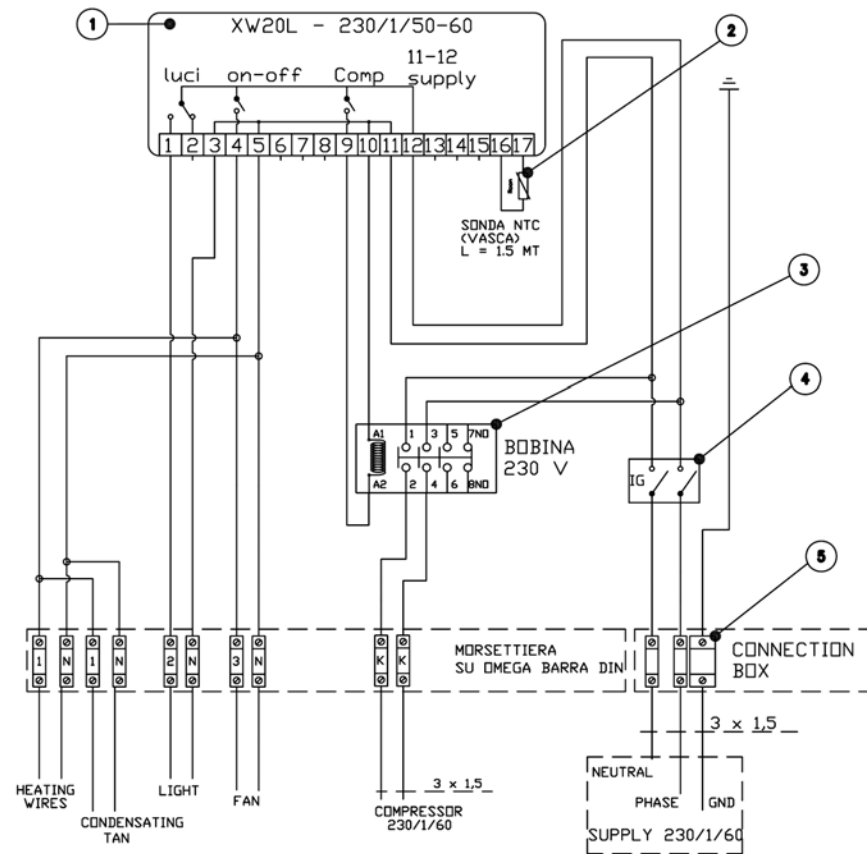 1
XW20L - 230/1/50-60
2
luci on-off Comp
11-12
supply
1 2 3 4 5 6 7 8 9 10 11 12 13 14 15 16 17
SONDA NTC
(VASCA)
L = 1.5 MT
3
4
A1 1 3 5 7NO
A2 2 4 6 8NO
BOBINA
230 V
IG
5
1 N 1 N 2 N 3 N K K
MORSETTIERA
SU OMEGA BARRA DIN
CONNECTION
BOX
3 x 1,5
HEATING
WIRES
CONDENSATING
TAN
LIGHT
FAN
3 x 1,5
COMPRESSOR
230/1/60
NEUTRAL
PHASE
GND
SUPPLY 230/1/60